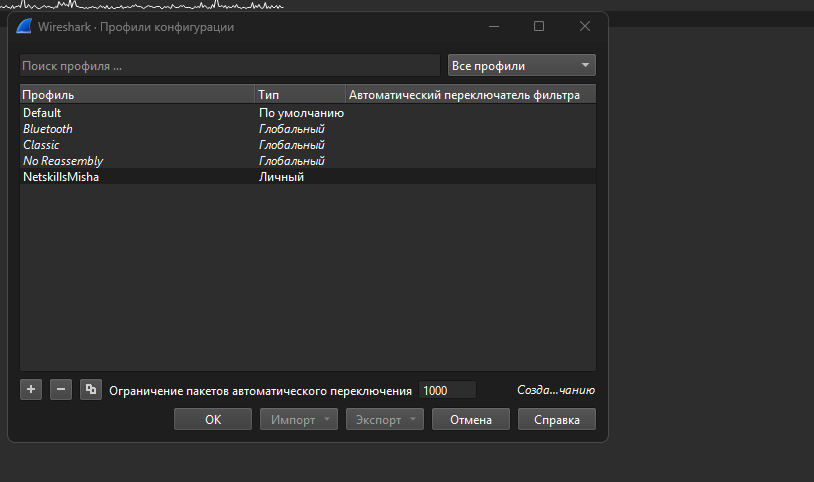 Wireshark · Профили конфигурации
Поиск профиля ...
Все профили
Профиль Тип Автоматический переключатель фильтра
Default По умолчанию
Bluetooth Глобальный
Classic Глобальный
No Reassembly Глобальный
NetskillsMisha Личный
Ограничение пакетов автоматического переключения 1000 Созда...чанию
OK Импорт Экспорт Отмена Справка